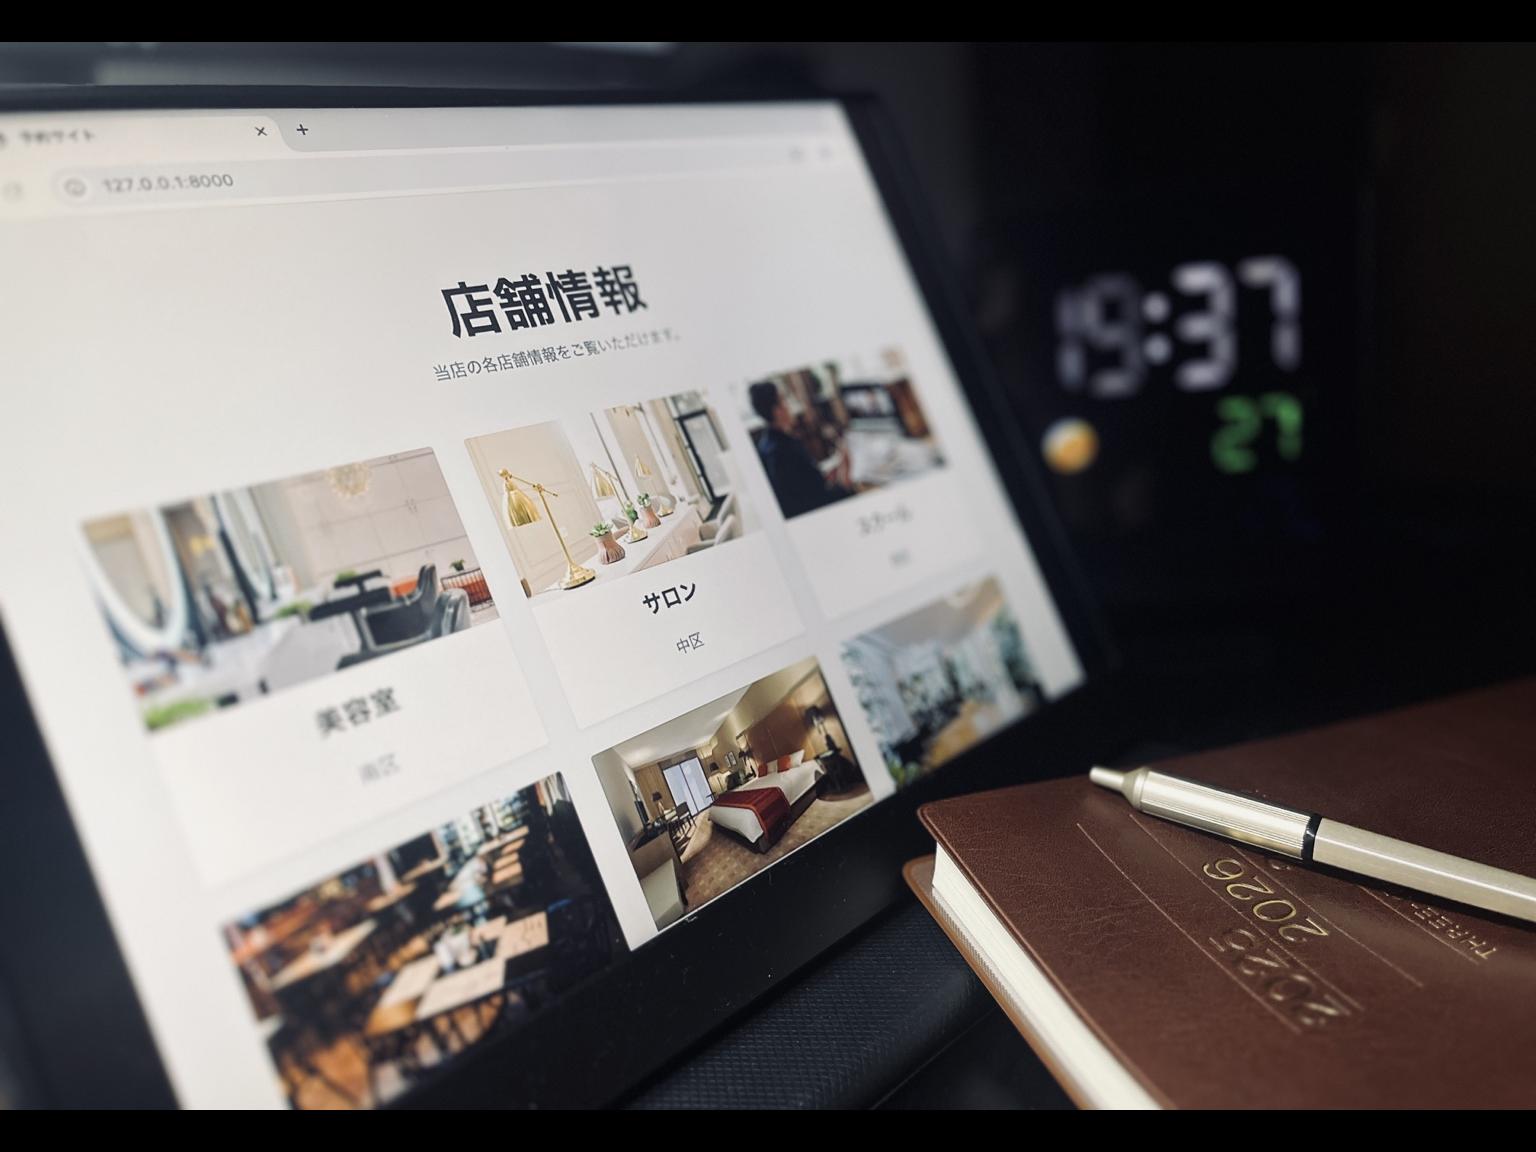 予約サイト
127.0.0.1:8000
店舗情報
当店の各店舗情報をご覧いただけます。
美容室
南区
サロン
中区
19:37
27
2025
2026
THREE